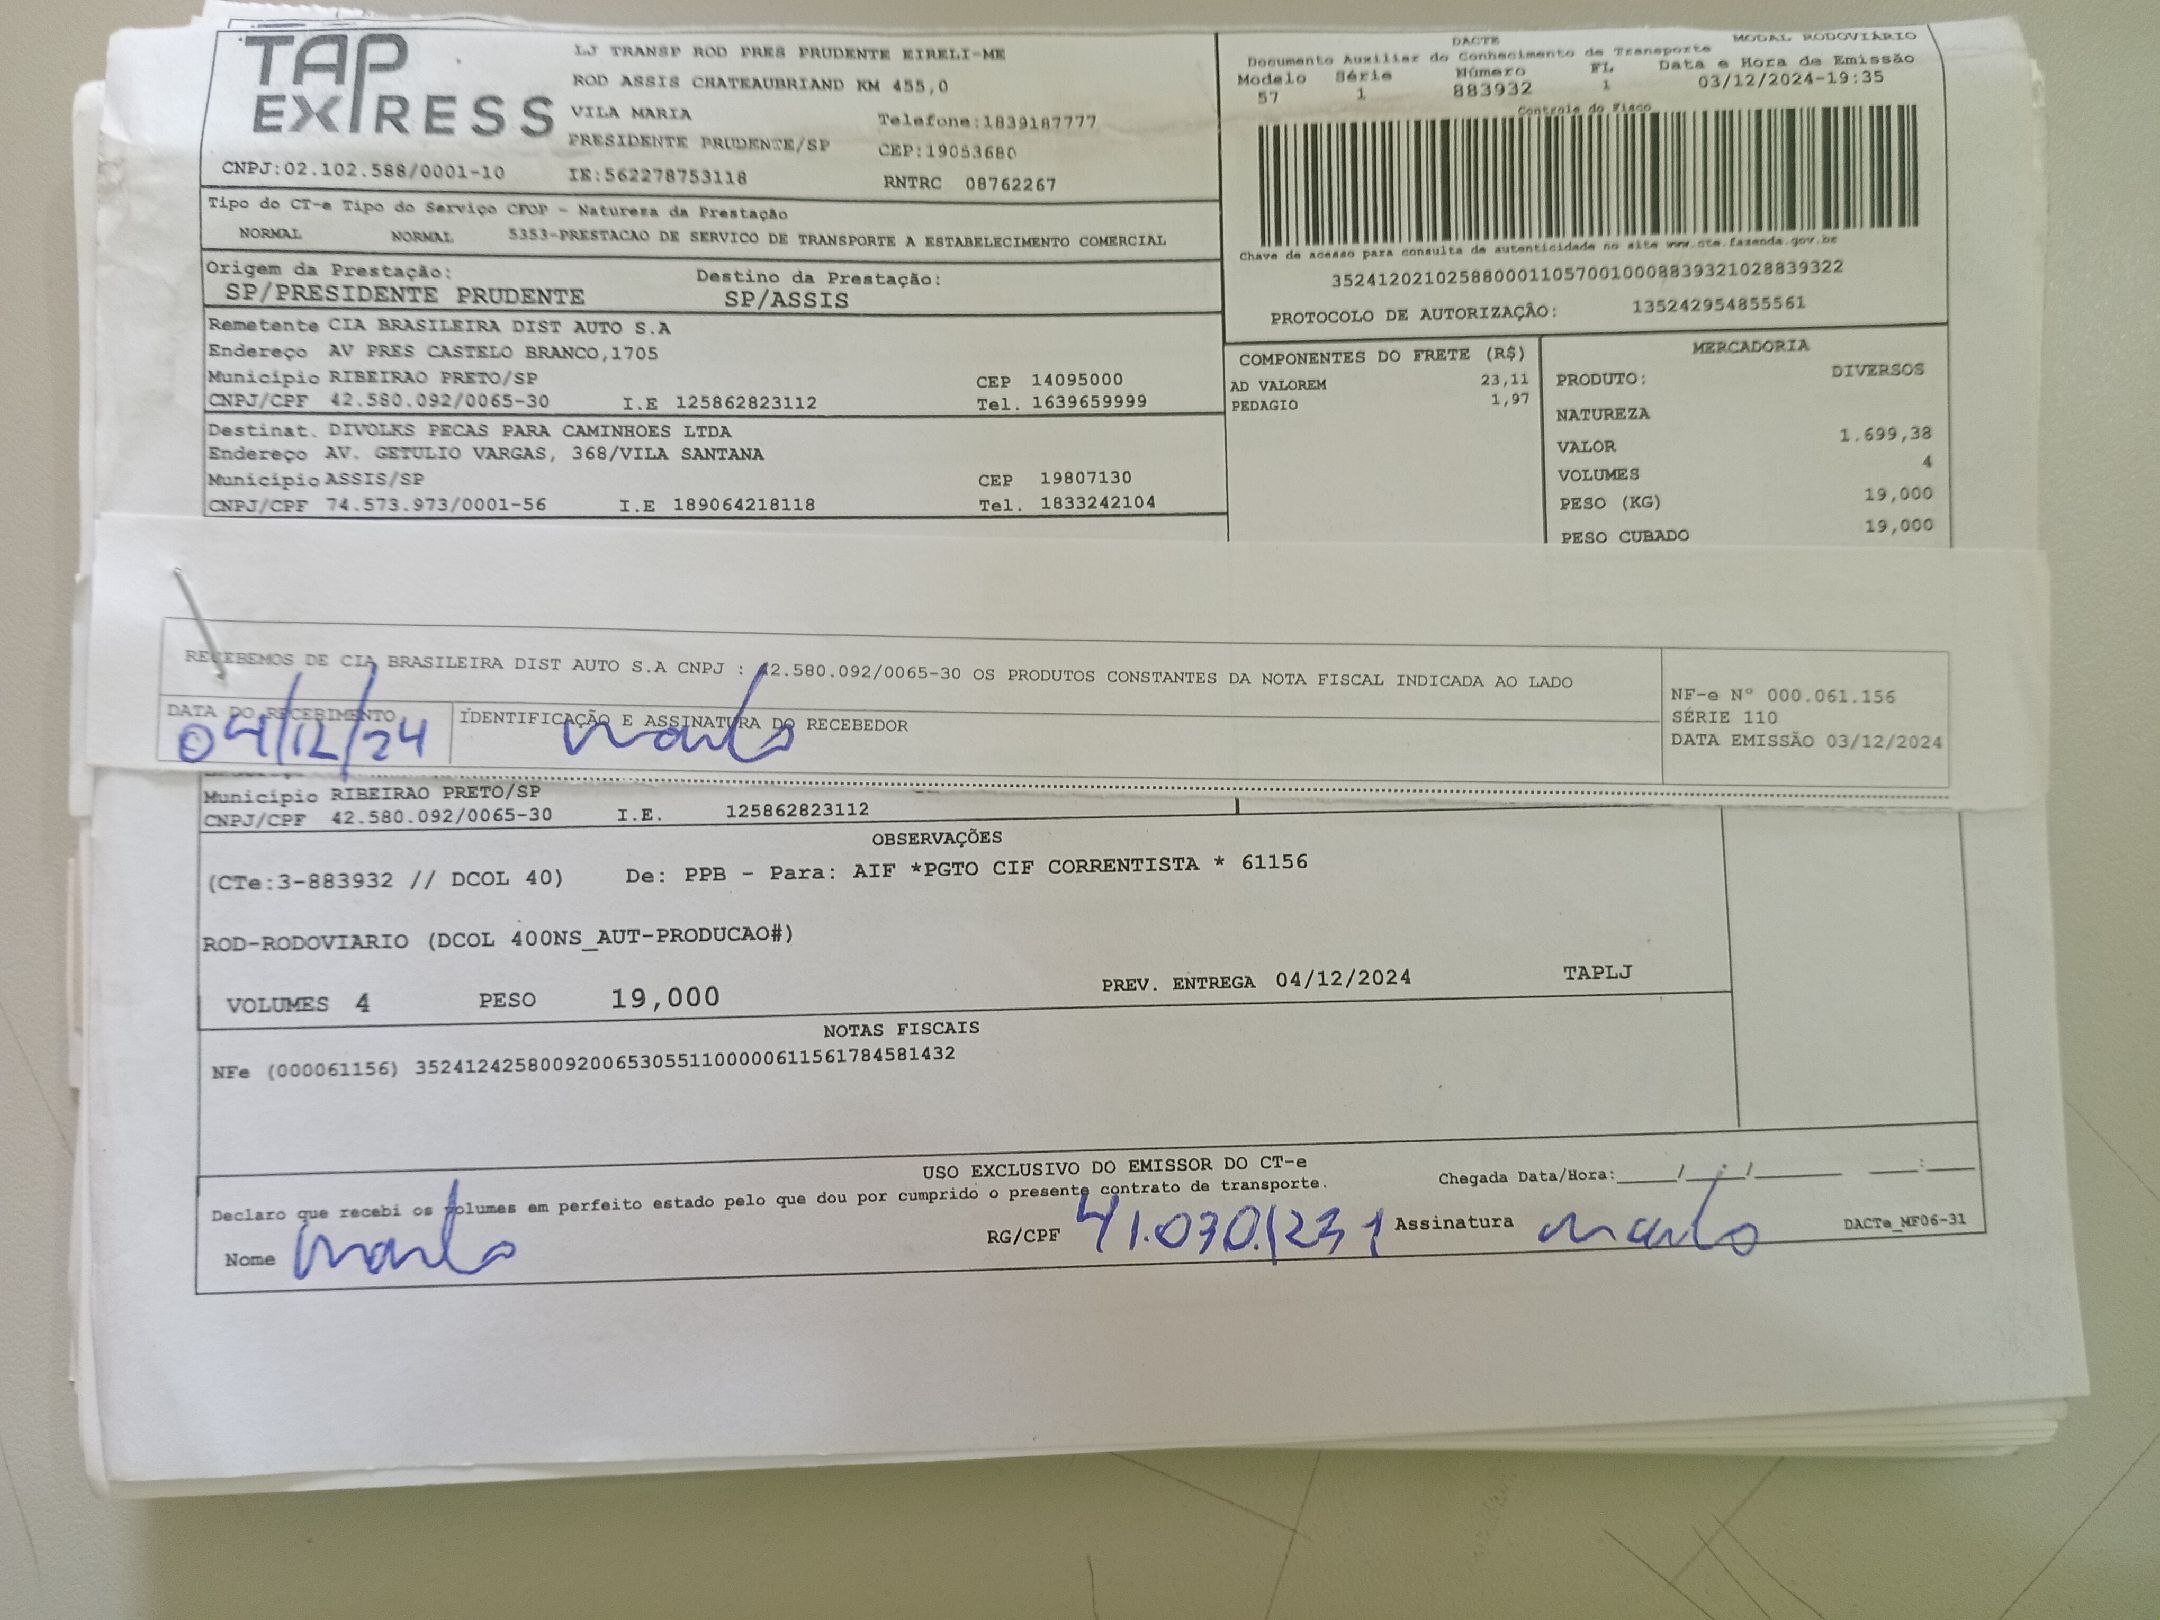 TAP EXPRESS
LJ TRANSP ROD PRES PRUDENTE EIRELI-ME
ROD ASSIS CHATEAUBRIAND KM 455,0
VILA MARIA Telefone:1839187777
PRESIDENTE PRUDENTE/SP CEP:19053680
CNPJ:02.102.588/0001-10 IE:562278753118 RNTRC 08762267
DACTE MODAL RODOVIÁRIO
Documento Auxiliar do Conhecimento de Transporte
Modelo Série Número FL Data e Hora de Emissão
57 1 883932 1 03/12/2024-19:35
Controle do Fisco
Chave de acesso para consulta de autenticidade no site www.cte.fazenda.gov.br
35241202102588000110570010008839321028839322
PROTOCOLO DE AUTORIZAÇÃO: 135242954855561
Tipo do CT-e Tipo do Serviço CFOP - Natureza da Prestação
NORMAL NORMAL 5353-PRESTACAO DE SERVICO DE TRANSPORTE A ESTABELECIMENTO COMERCIAL
Origem da Prestação: Destino da Prestação:
SP/PRESIDENTE PRUDENTE SP/ASSIS
Remetente CIA BRASILEIRA DIST AUTO S.A
Endereço AV PRES CASTELO BRANCO,1705
Município RIBEIRAO PRETO/SP CEP 14095000
CNPJ/CPF 42.580.092/0065-30 I.E 125862823112 Tel. 1639659999
Destinat. DIVOLKS PECAS PARA CAMINHOES LTDA
Endereço AV. GETULIO VARGAS, 368/VILA SANTANA
Município ASSIS/SP CEP 19807130
CNPJ/CPF 74.573.973/0001-56 I.E 189064218118 Tel. 1833242104
COMPONENTES DO FRETE (R$)
AD VALOREM 23,11
PEDAGIO 1,97
MERCADORIA
PRODUTO: DIVERSOS
NATUREZA
VALOR 1.699,38
VOLUMES 4
PESO (KG) 19,000
PESO CUBADO 19,000
RECEBEMOS DE CIA BRASILEIRA DIST AUTO S.A CNPJ : 42.580.092/0065-30 OS PRODUTOS CONSTANTES DA NOTA FISCAL INDICADA AO LADO
DATA DO RECEBIMENTO IDENTIFICAÇÃO E ASSINATURA DO RECEBEDOR
04/12/24
NF-e Nº 000.061.156
SÉRIE 110
DATA EMISSÃO 03/12/2024
Município RIBEIRAO PRETO/SP
CNPJ/CPF 42.580.092/0065-30 I.E. 125862823112
OBSERVAÇÕES
(CTe:3-883932 // DCOL 40) De: PPB - Para: AIF *PGTO CIF CORRENTISTA * 61156
ROD-RODOVIARIO (DCOL 400NS_AUT-PRODUCAO#)
VOLUMES 4 PESO 19,000 PREV. ENTREGA 04/12/2024 TAPLJ
NOTAS FISCAIS
NFe (000061156) 35241242580092006530551100000611561784581432
USO EXCLUSIVO DO EMISSOR DO CT-e
Declaro que recebi os volumes em perfeito estado pelo que dou por cumprido o presente contrato de transporte. Chegada Data/Hora:____/____/______ ____:____
Nome RG/CPF 41.030.1231 Assinatura DACTe_MF06-31